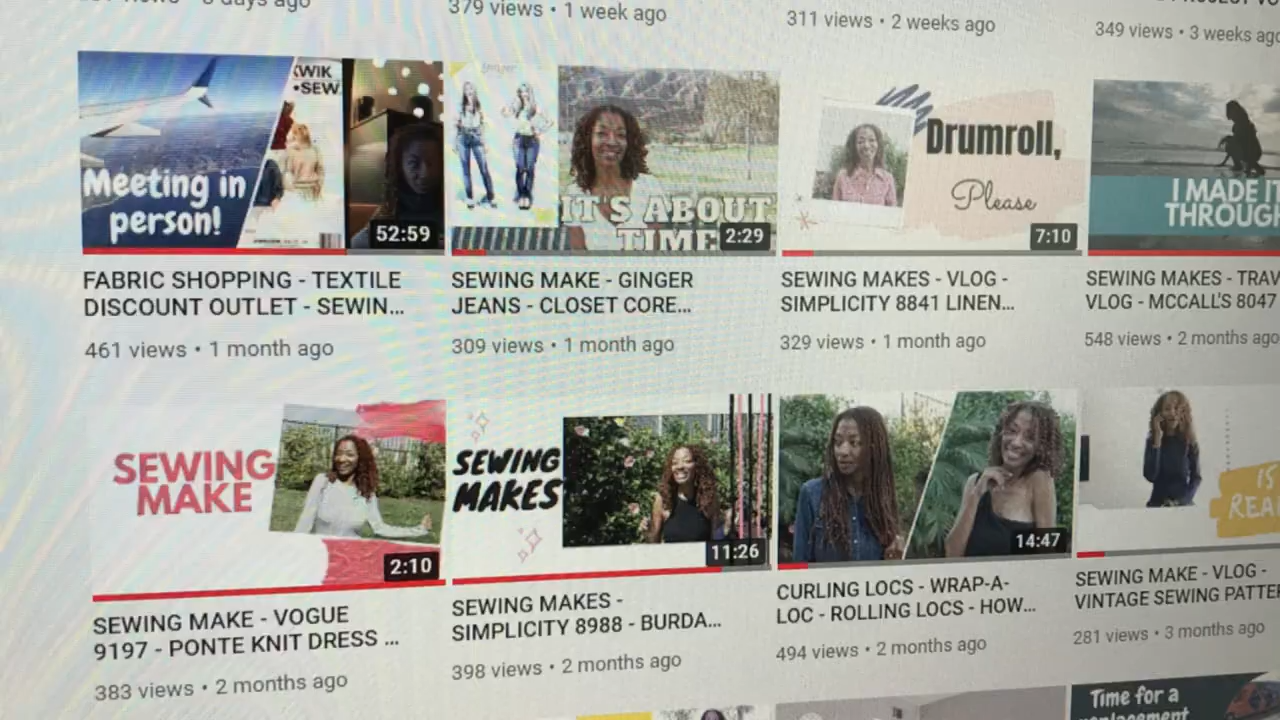 379 views • 1 week ago
311 views • 2 weeks ago
349 views • 3 weeks ago
KWIK
•SEW
Meeting in
person!
52:59
ginger
IT'S ABOUT
TIME
2:29
Drumroll,
Please
7:10
I MADE IT
THROUGH
FABRIC SHOPPING - TEXTILE
DISCOUNT OUTLET - SEWIN...
461 views • 1 month ago
SEWING MAKE - GINGER
JEANS - CLOSET CORE...
309 views • 1 month ago
SEWING MAKES - VLOG -
SIMPLICITY 8841 LINEN...
329 views • 1 month ago
SEWING MAKES - TRAV
VLOG - MCCALL'S 8047
548 views • 2 months ago
SEWING
MAKE
2:10
SEWING
MAKES
11:26
14:47
IS
REA
SEWING MAKE - VOGUE
9197 - PONTE KNIT DRESS ...
383 views • 2 months ago
SEWING MAKES -
SIMPLICITY 8988 - BURDA...
398 views • 2 months ago
CURLING LOCS - WRAP-A-
LOC - ROLLING LOCS - HOW...
494 views • 2 months ago
SEWING MAKE - VLOG -
VINTAGE SEWING PATTE
281 views • 3 months ago
Time for a